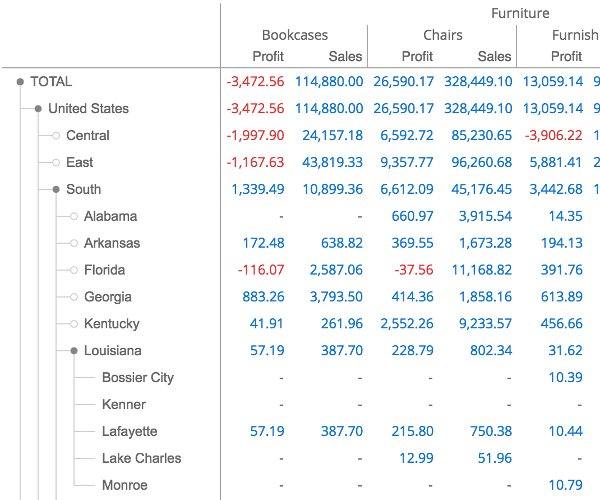 Furniture
Bookcases Chairs Furnish
Profit Sales Profit Sales Profit
TOTAL -3,472.56 114,880.00 26,590.17 328,449.10 13,059.14 9
United States -3,472.56 114,880.00 26,590.17 328,449.10 13,059.14 9
Central -1,997.90 24,157.18 6,592.72 85,230.65 -3,906.22 1
East -1,167.63 43,819.33 9,357.77 96,260.68 5,881.41 2
South 1,339.49 10,899.36 6,612.09 45,176.45 3,442.68 1
Alabama - - 660.97 3,915.54 14.35
Arkansas 172.48 638.82 369.55 1,673.28 194.13
Florida -116.07 2,587.06 -37.56 11,168.82 391.76
Georgia 883.26 3,793.50 414.36 1,858.16 613.89
Kentucky 41.91 261.96 2,552.26 9,233.57 456.66
Louisiana 57.19 387.70 228.79 802.34 31.62
Bossier City - - - - 10.39
Kenner - - - - -
Lafayette 57.19 387.70 215.80 750.38 10.44
Lake Charles - - 12.99 51.96 -
Monroe - - - - 10.79